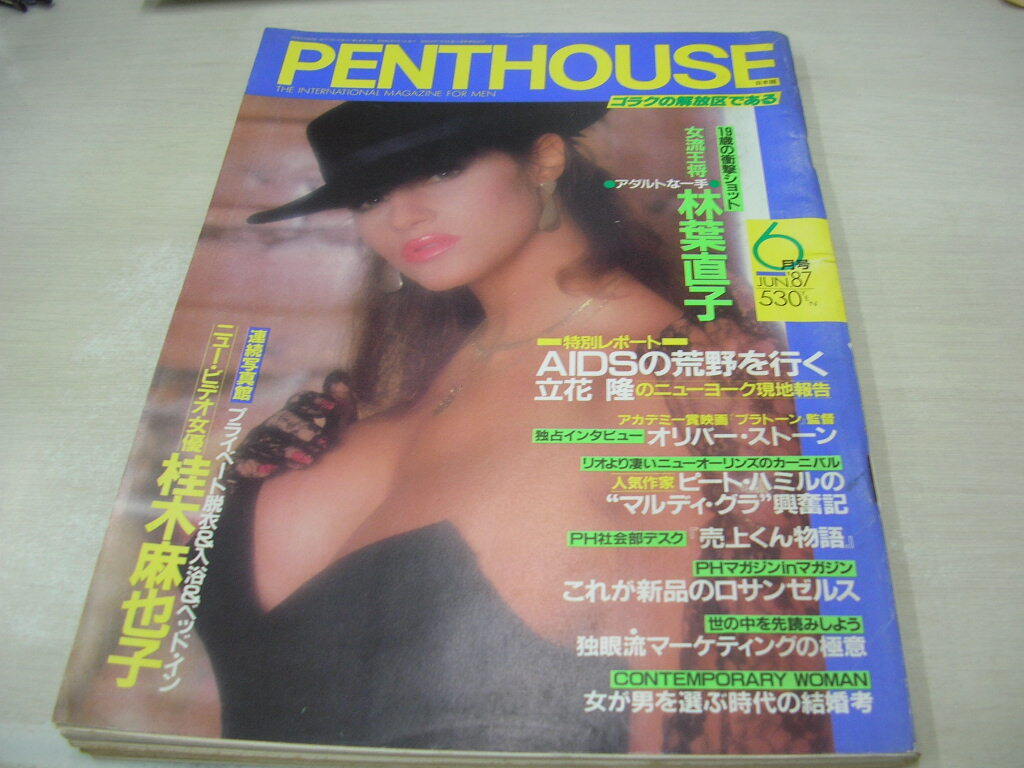 PENTHOUSE
日本版
THE INTERNATIONAL MAGAZINE FOR MEN
ゴラクの解放区である
19歳の衝撃ショット
女流王将
●アダルトな一手●
林葉直子
6月号
JUN.'87
530YEN
特別レポート
AIDSの荒野を行く
立花 隆のニューヨーク現地報告
アカデミー賞映画「プラトーン」監督
独占インタビュー オリバー・ストーン
リオより凄いニューオーリンズのカーニバル
人気作家 ピート・ハミルの
“マルディ・グラ”興奮記
PH社会部デスク『売上くん物語』
PHマガジンinマガジン
これが新品のロサンゼルス
世の中を先読みしよう
独眼流マーケティングの極意
CONTEMPORARY WOMAN
女が男を選ぶ時代の結婚考
連続写真館
プライベート脱衣&入浴&ベッド・イン
ニュー・ビデオ女優
桂木麻也子